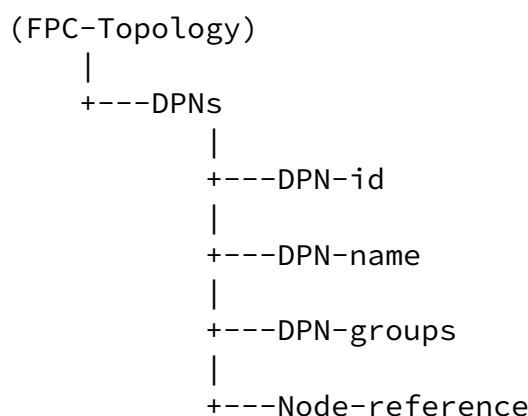 (FPC-Topology)
|
+---DPNs
|
+---DPN-id
|
+---DPN-name
|
+---DPN-groups
|
+---Node-reference